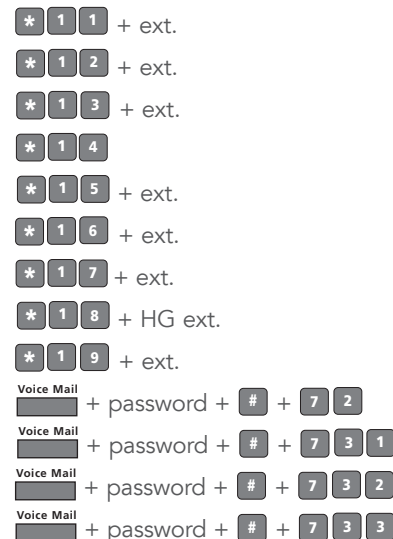 * 1 1 + ext.
* 1 2 + ext.
* 1 3 + ext.
* 1 4
* 1 5 + ext.
* 1 6 + ext.
* 1 7 + ext.
* 1 8 + HG ext.
* 1 9 + ext.
Voice Mail
+ password + # + 7 2
Voice Mail
+ password + # + 7 3 1
Voice Mail
+ password + # + 7 3 2
Voice Mail
+ password + # + 7 3 3